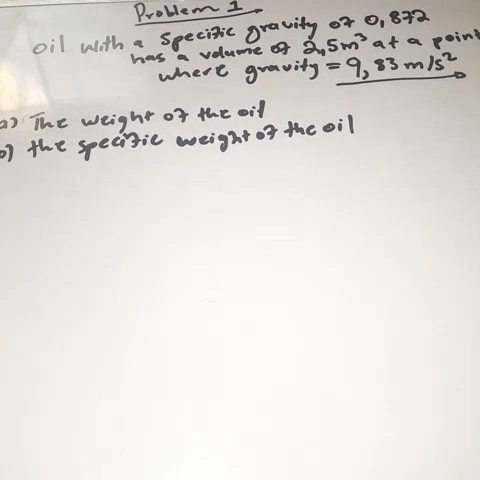 Problem 1
oil with a specific gravity of 0,872
has a volume of 2,5m³ at a point
where gravity = 9,83 m/s²
a) The weight of the oil
b) the specific weight of the oil